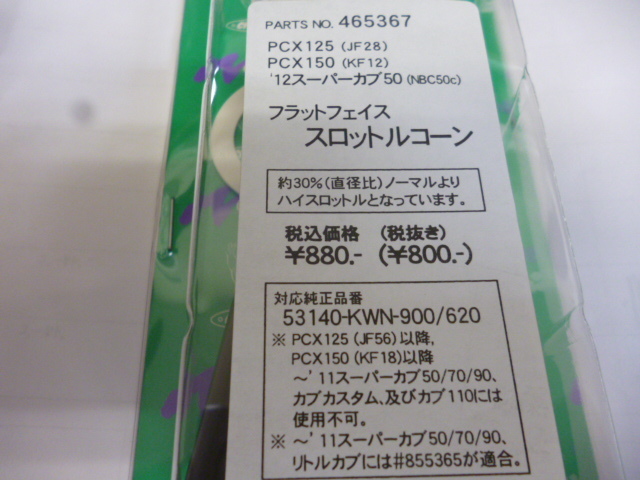 PARTS NO. 465367
PCX125 (JF28)
PCX150 (KF12)
'12スーパーカブ50 (NBC50c)
フラットフェイス
スロットルコーン
約30%(直径比)ノーマルより
ハイスロットルとなっています。
税込価格 (税抜き)
¥880.- (¥800.-)
対応純正品番
53140-KWN-900/620
※ PCX125 (JF56)以降,
PCX150 (KF18)以降
〜'11スーパーカブ50/70/90、
カブカスタム、及びカブ110には
使用不可。
※ 〜'11スーパーカブ50/70/90、
リトルカブには#855365が適合。